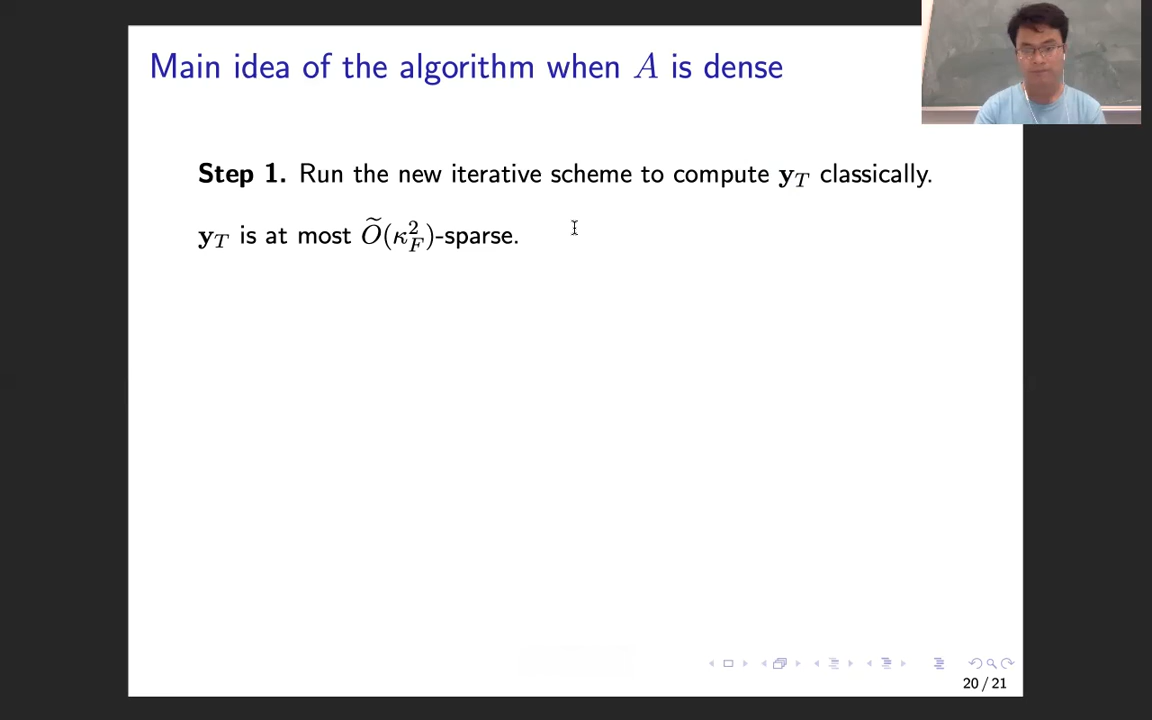 Main idea of the algorithm when A is dense
Step 1. Run the new iterative scheme to compute y_T classically.
y_T is at most Õ(κ_F^2)-sparse.
20 / 21